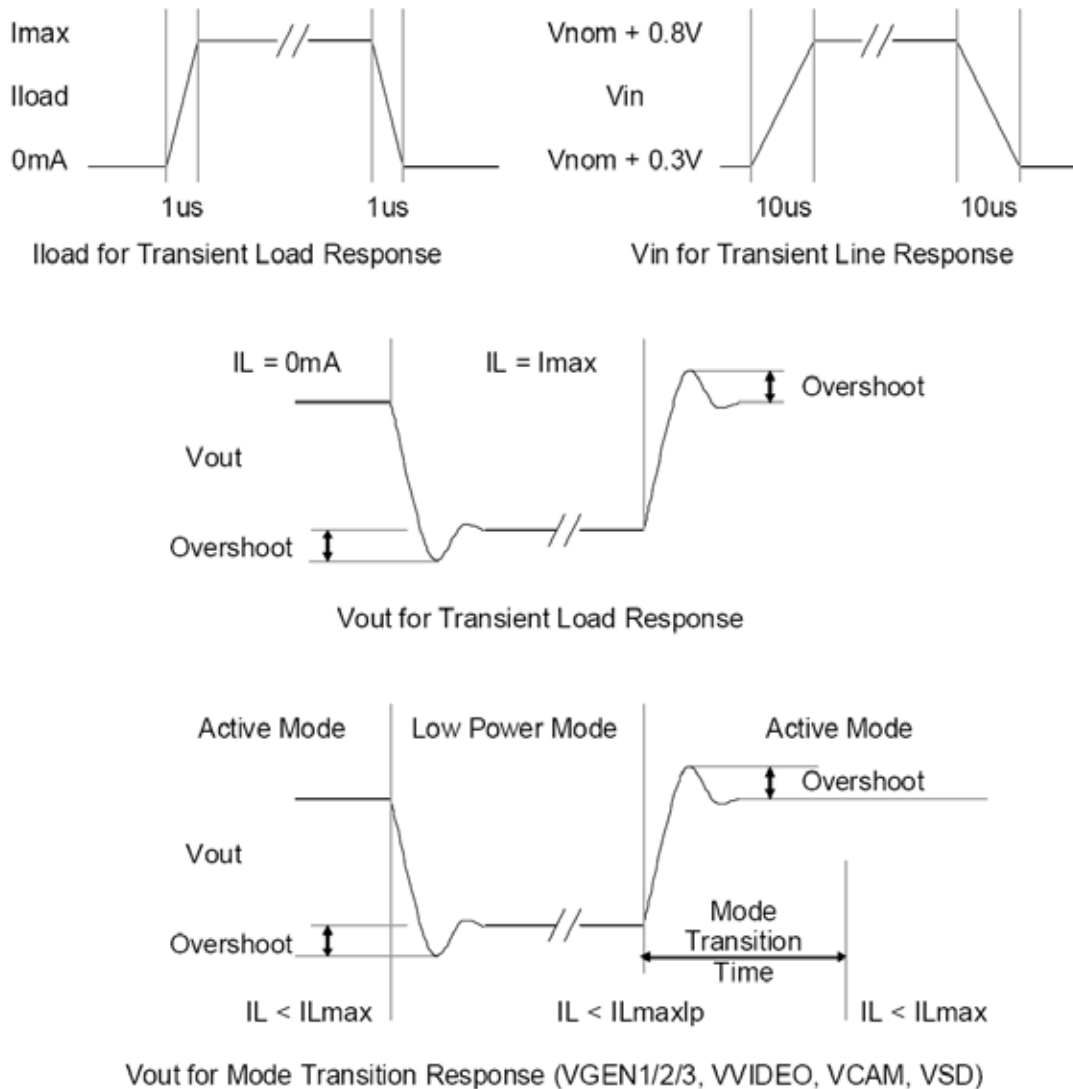 Imax
Iload
0mA
1us 1us
Iload for Transient Load Response
Vnom + 0.8V
Vin
Vnom + 0.3V
10us 10us
Vin for Transient Line Response
IL = 0mA IL = Imax
Overshoot
Vout
Overshoot
Vout for Transient Load Response
Active Mode Low Power Mode Active Mode
Overshoot
Vout
Overshoot
Mode
Transition
Time
IL < ILmax IL < ILmaxlp IL < ILmax
Vout for Mode Transition Response (VGEN1/2/3, VVIDEO, VCAM, VSD)